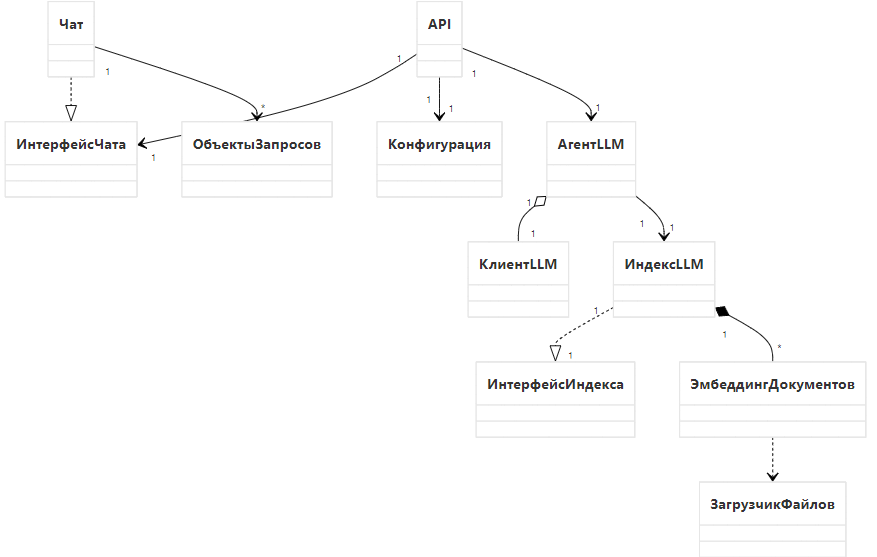 Чат
API
1
1
1
1
1
*
1
1
1
ИнтерфейсЧата
ОбъектыЗапросов
Конфигурация
АгентLLM
1
1
1
1
КлиентLLM
ИндексLLM
1
1
1
*
ИнтерфейсИндекса
ЭмбеддингДокументов
ЗагрузчикФайлов